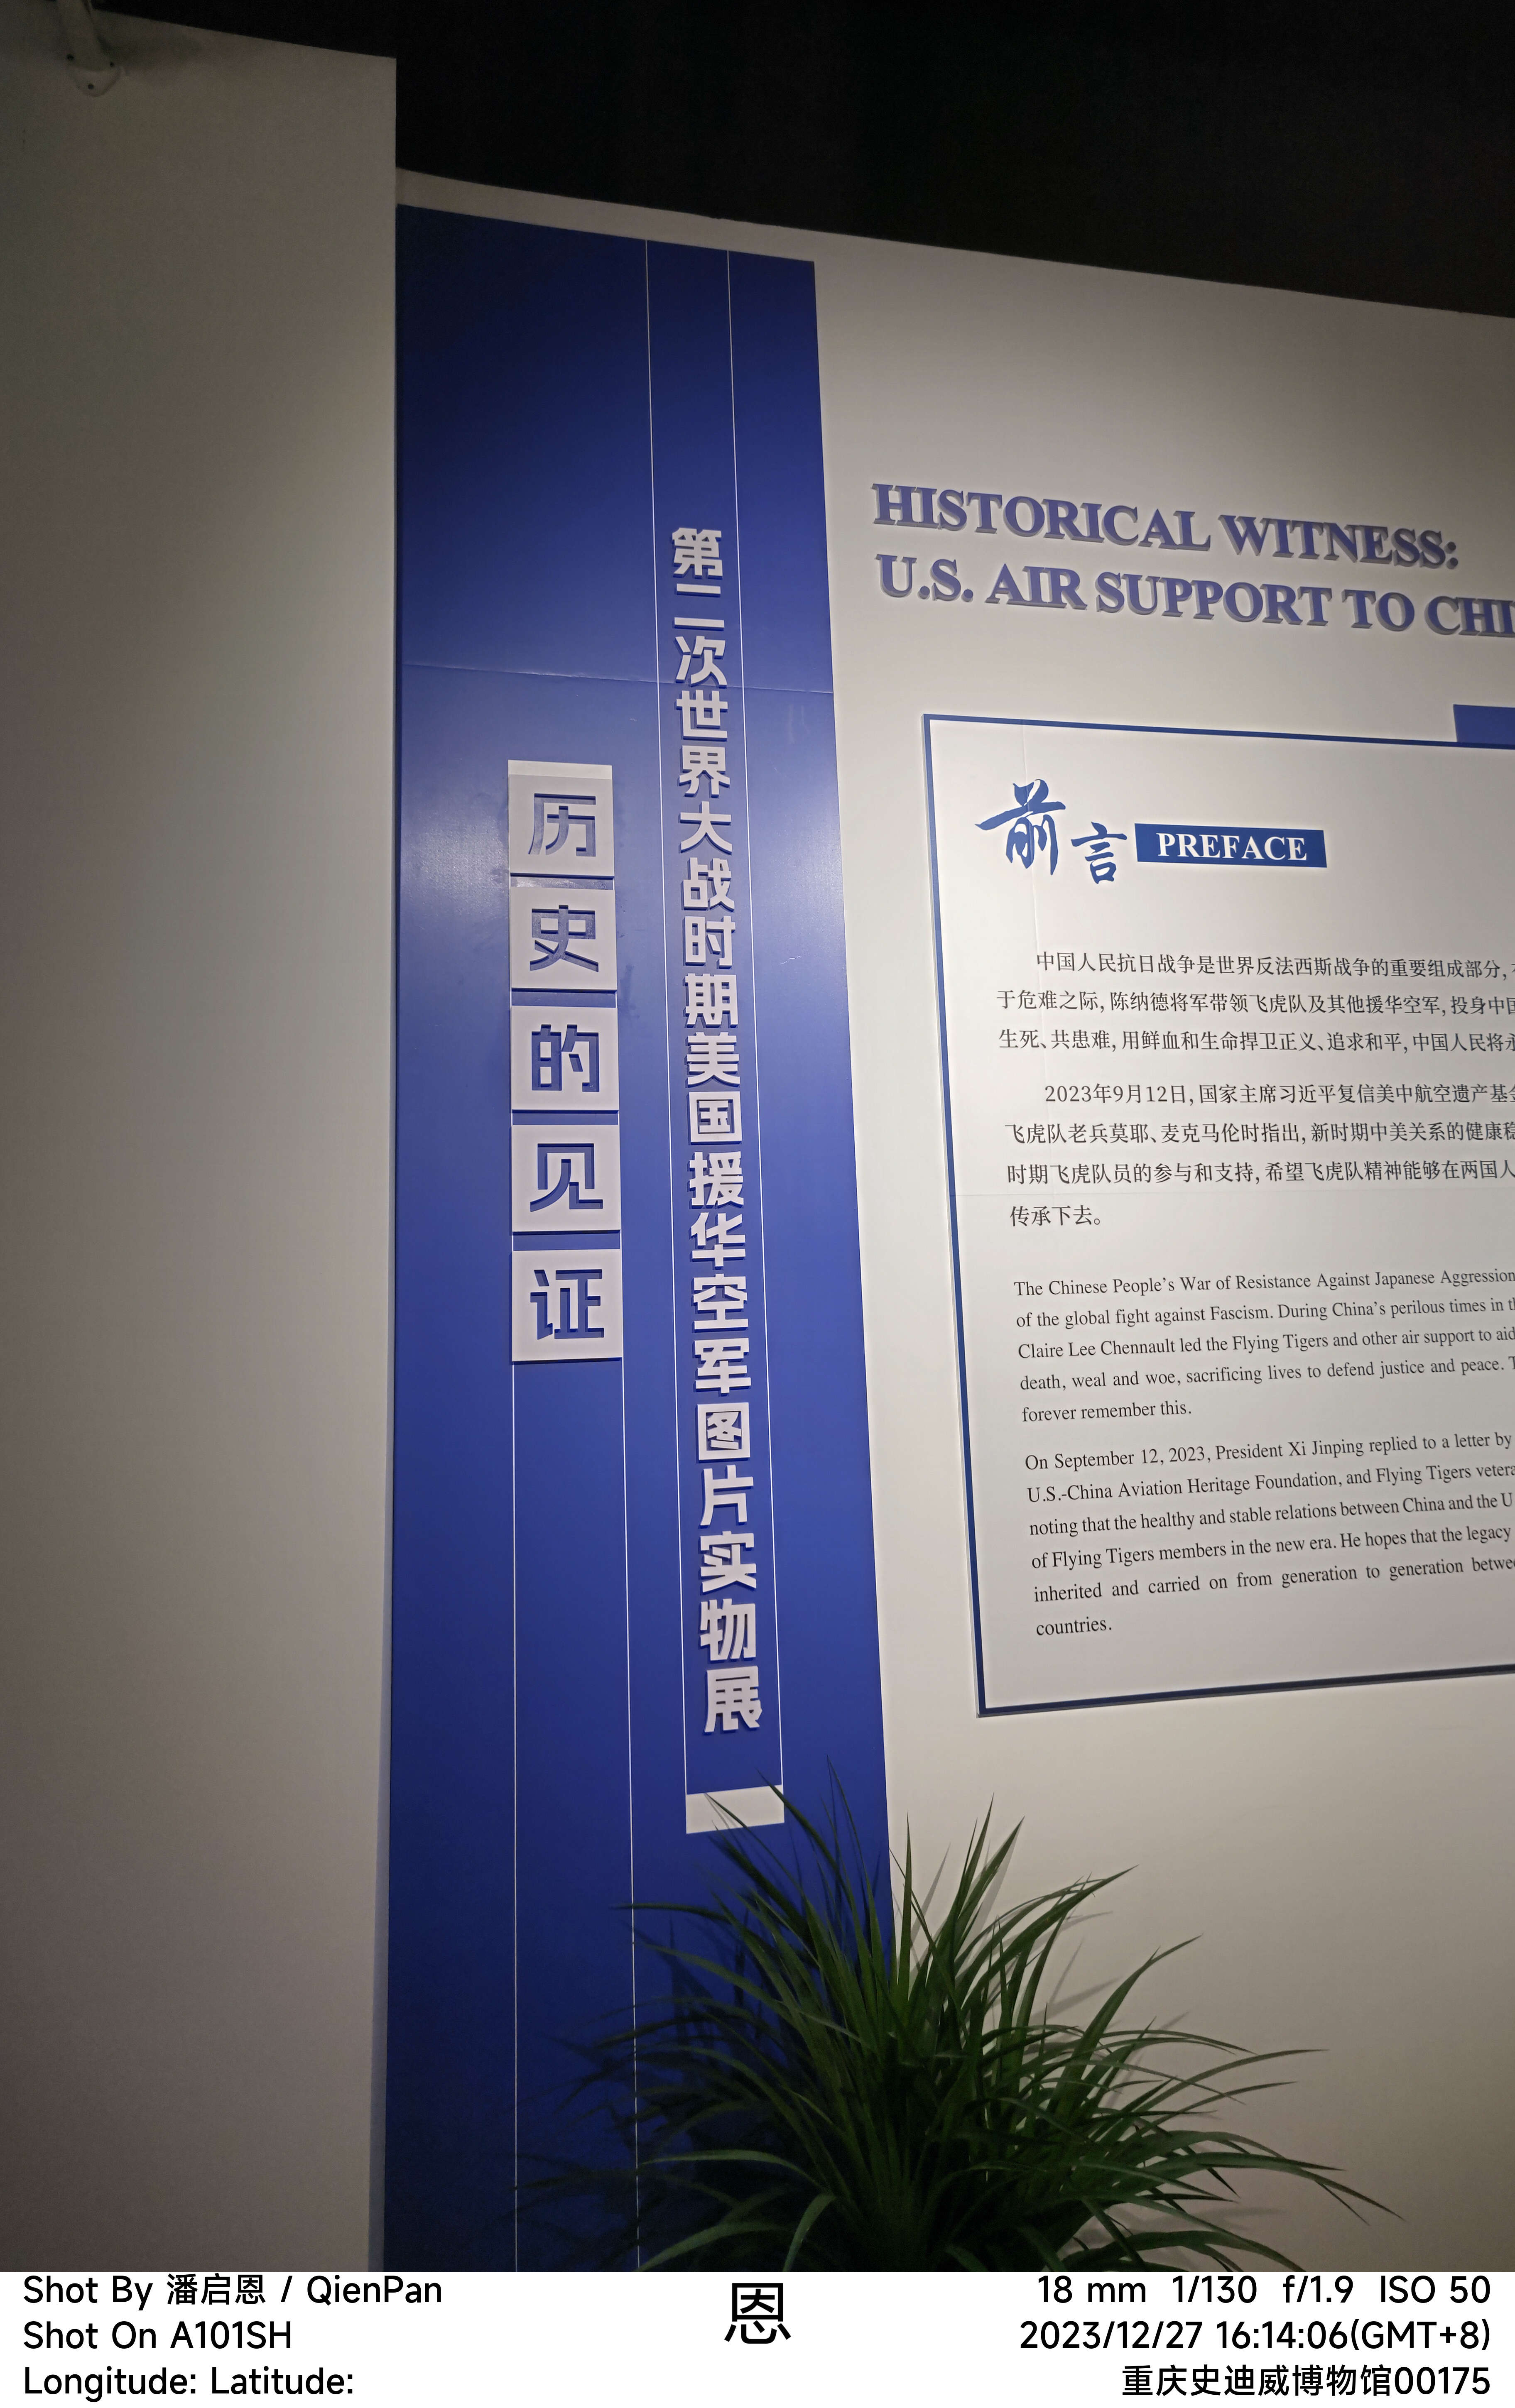 历史的见证
第二次世界大战时期美国援华空军图片实物展
HISTORICAL WITNESS:
U.S. AIR SUPPORT TO CHI
前言 PREFACE
中国人民抗日战争是世界反法西斯战争的重要组成部分,
于危难之际, 陈纳德将军带领飞虎队及其他援华空军, 投身中国
生死、共患难, 用鲜血和生命捍卫正义、追求和平, 中国人民将永
2023年9月12日, 国家主席习近平复信美中航空遗产基金
飞虎队老兵莫耶、麦克马伦时指出, 新时期中美关系的健康稳
时期飞虎队员的参与和支持, 希望飞虎队精神能够在两国人
传承下去。
The Chinese People's War of Resistance Against Japanese Aggression
of the global fight against Fascism. During China's perilous times in th
Claire Lee Chennault led the Flying Tigers and other air support to aid
death, weal and woe, sacrificing lives to defend justice and peace. T
forever remember this.
On September 12, 2023, President Xi Jinping replied to a letter by
U.S.-China Aviation Heritage Foundation, and Flying Tigers vetera
noting that the healthy and stable relations between China and the U
of Flying Tigers members in the new era. He hopes that the legacy
inherited and carried on from generation to generation betwee
countries.
Shot By 潘启恩 / QienPan
Shot On A101SH
Longitude: Latitude:
恩
18 mm 1/130 f/1.9 ISO 50
2023/12/27 16:14:06(GMT+8)
重庆史迪威博物馆00175